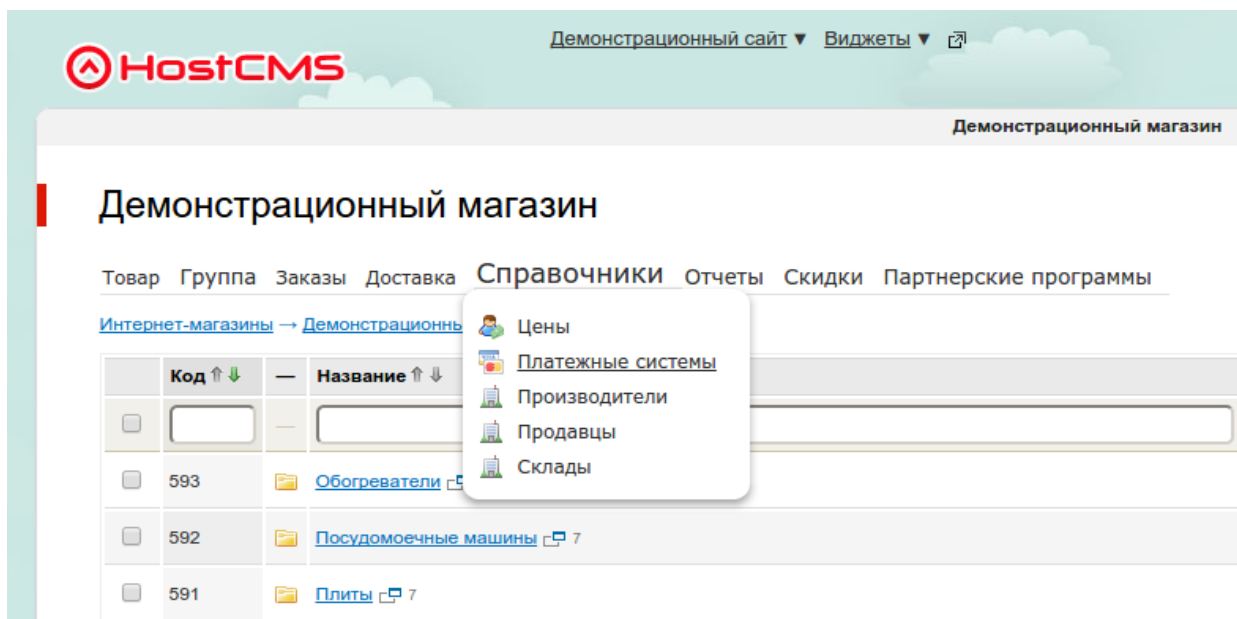 Демонстрационный сайт ▼ Виджеты ▼
HostCMS
Демонстрационный магазин
Демонстрационный магазин
Товар Группа Заказы Доставка Справочники Отчеты Скидки Партнерские программы
Интернет-магазины → Демонстрационны
Цены
Платежные системы
Производители
Продавцы
Склады
Код ⇑ ⇓ — Название ⇑ ⇓
—
593 Обогреватели
592 Посудомоечные машины 7
591 Плиты 7